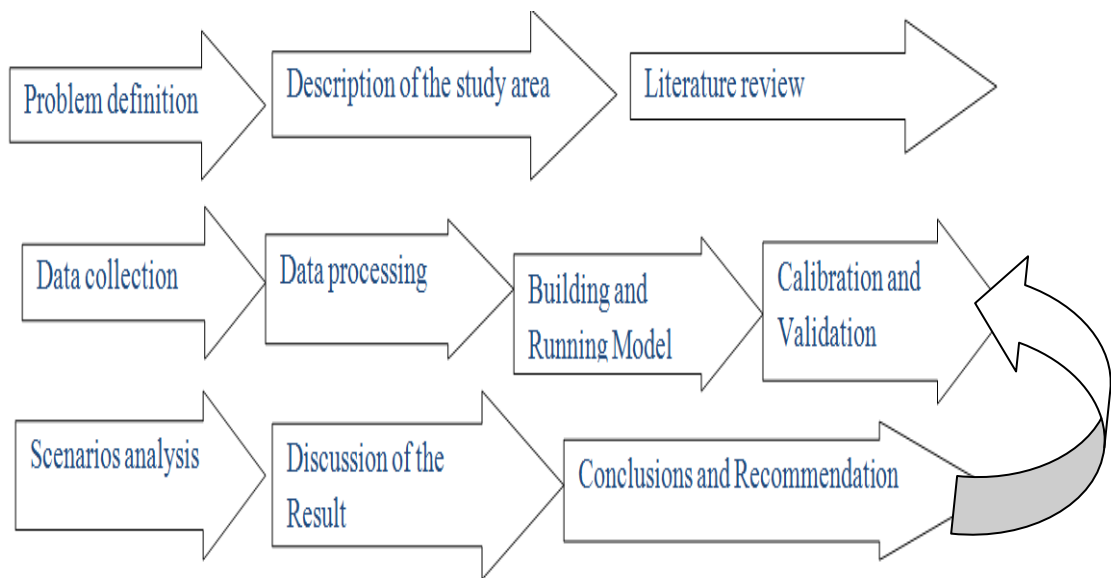 Problem definition
Description of the study area
Literature review
Data collection
Data processing
Building and
Running Model
Calibration and
Validation
Scenarios analysis
Discussion of the
Result
Conclusions and Recommendation